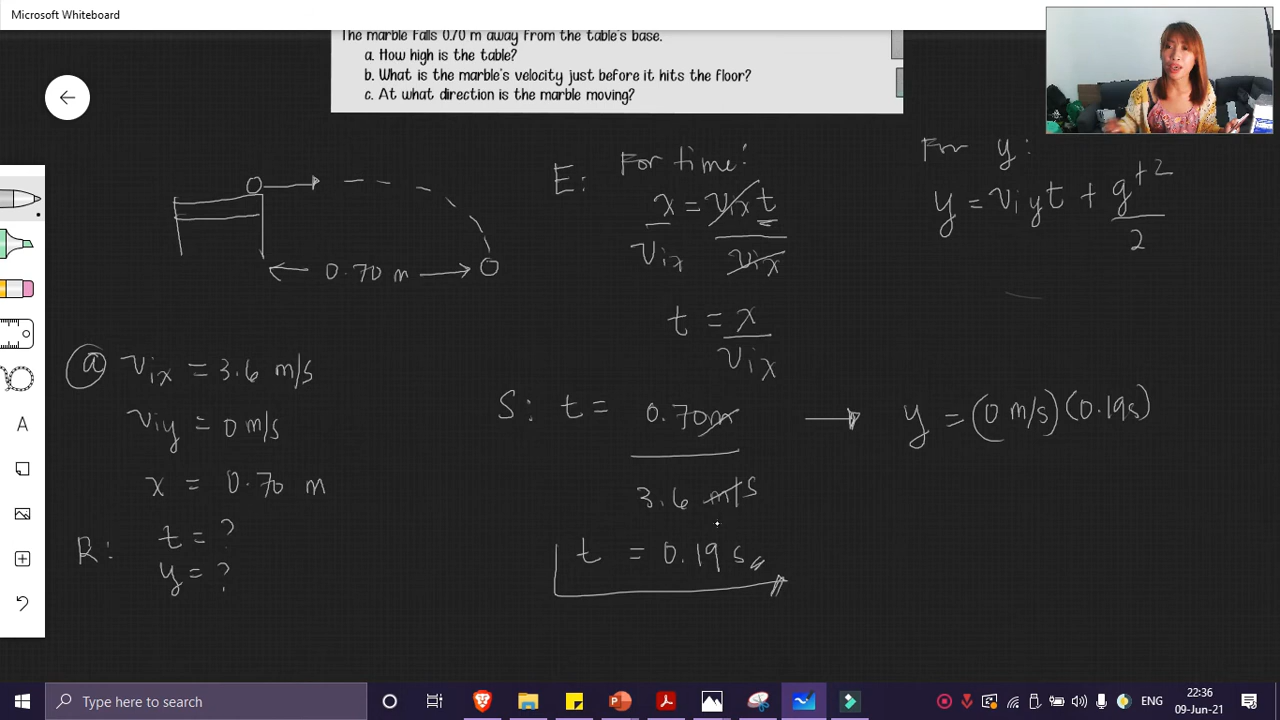 Microsoft Whiteboard
The marble falls 0.70 m away from the table's base.
a. How high is the table?
b. What is the marble's velocity just before it hits the floor?
c. At what direction is the marble moving?
0.70 m
E: For time:
x = vix t
vix vix
t = x
vix
For y:
y = viyt + gt2
2
a vix = 3.6 m/s
viy = 0 m/s
x = 0.70 m
R: t = ?
y = ?
S: t = 0.70m
3.6 m/s
t = 0.19 s
y = (0 m/s)(0.19s)
A
Type here to search
ENG
22:36
09-Jun-21